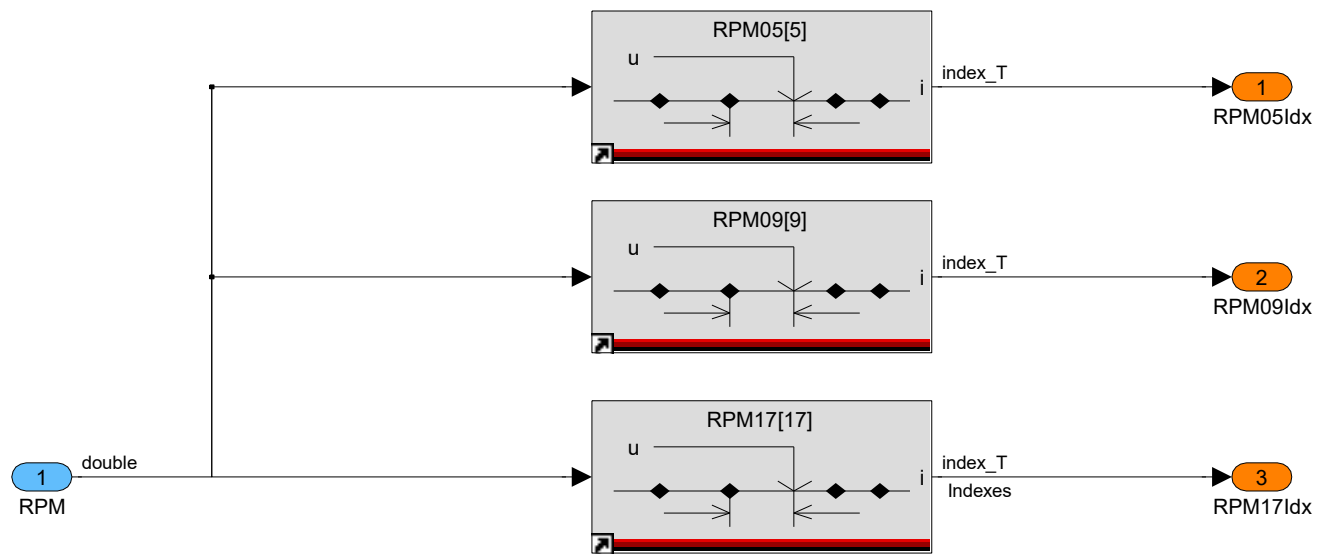 RPM05[5]
u
i
index_T
1
RPM05Idx
RPM09[9]
u
i
index_T
2
RPM09Idx
RPM17[17]
u
i
index_T
Indexes
3
RPM17Idx
1
double
RPM